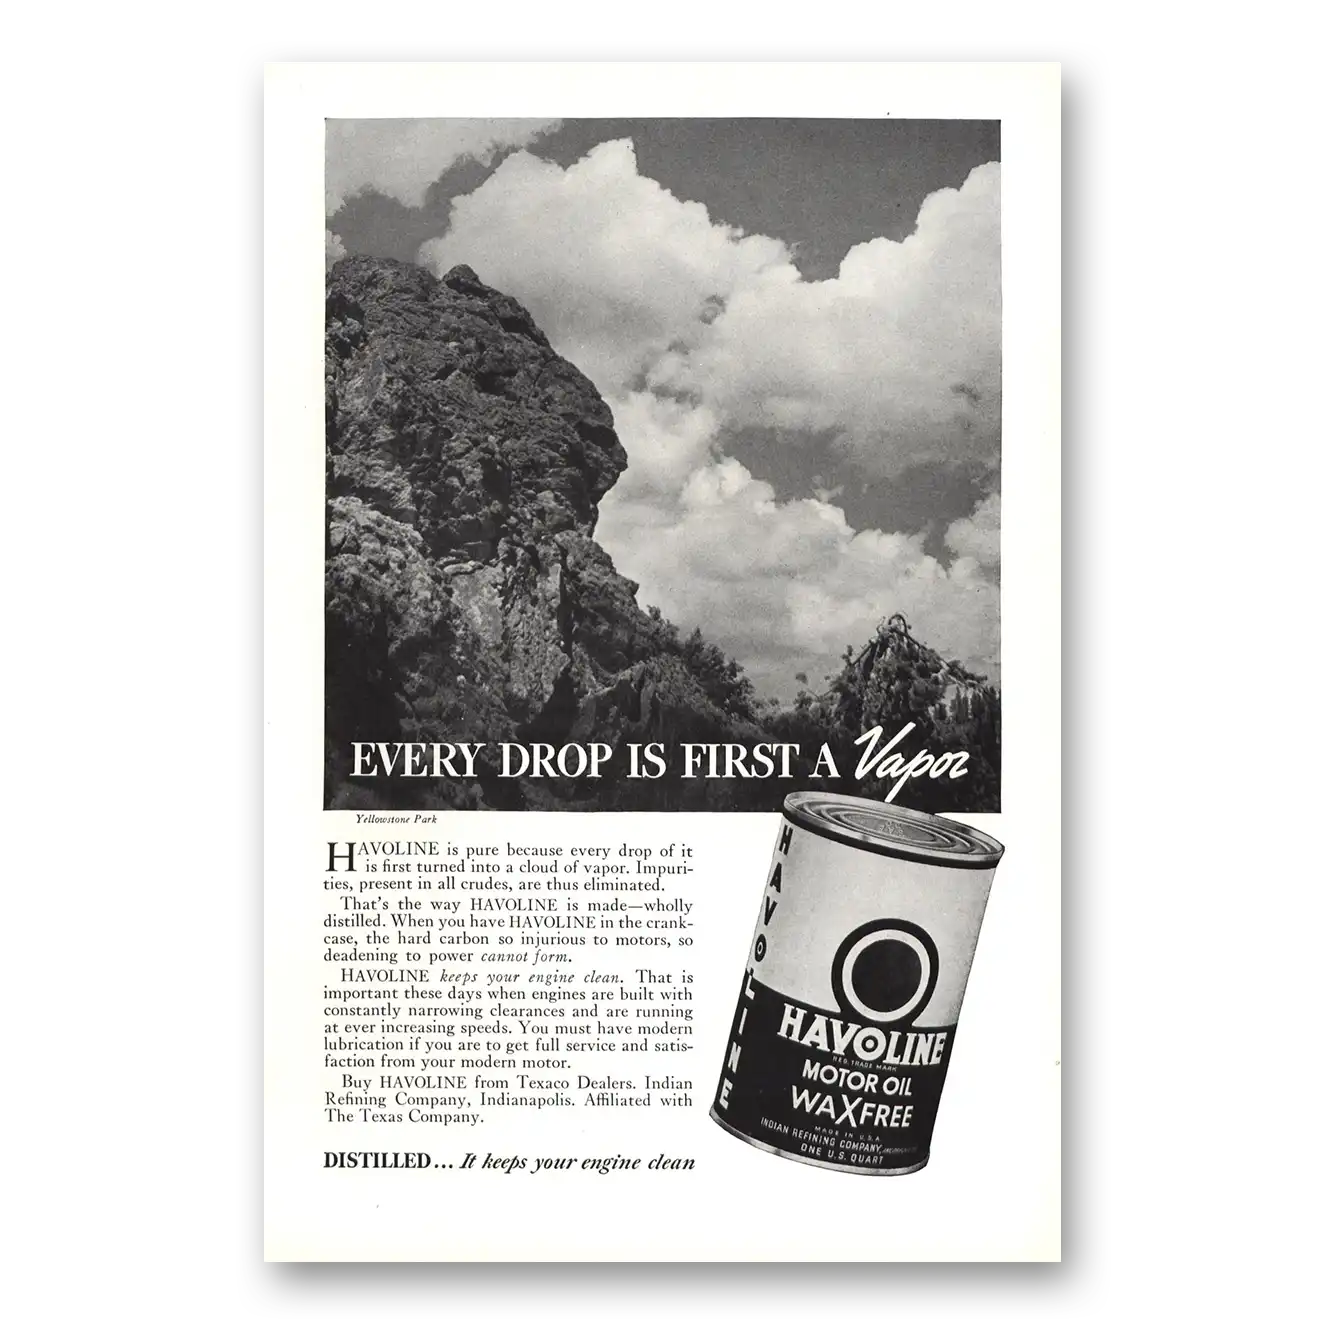 EVERY DROP IS FIRST A Vapor
Yellowstone Park
HAVOLINE is pure because every drop of it
is first turned into a cloud of vapor. Impuri-
ties, present in all crudes, are thus eliminated.
That's the way HAVOLINE is made—wholly
distilled. When you have HAVOLINE in the crank-
case, the hard carbon so injurious to motors, so
deadening to power cannot form.
HAVOLINE keeps your engine clean. That is
important these days when engines are built with
constantly narrowing clearances and are running
at ever increasing speeds. You must have modern
lubrication if you are to get full service and satis-
faction from your modern motor.
Buy HAVOLINE from Texaco Dealers. Indian
Refining Company, Indianapolis. Affiliated with
The Texas Company.
DISTILLED... It keeps your engine clean
HAVOLINE
HAVOLINE
REG. TRADE MARK
MOTOR OIL
WAXFREE
MADE IN U.S.A.
INDIAN REFINING COMPANY,
ONE U.S. QUART